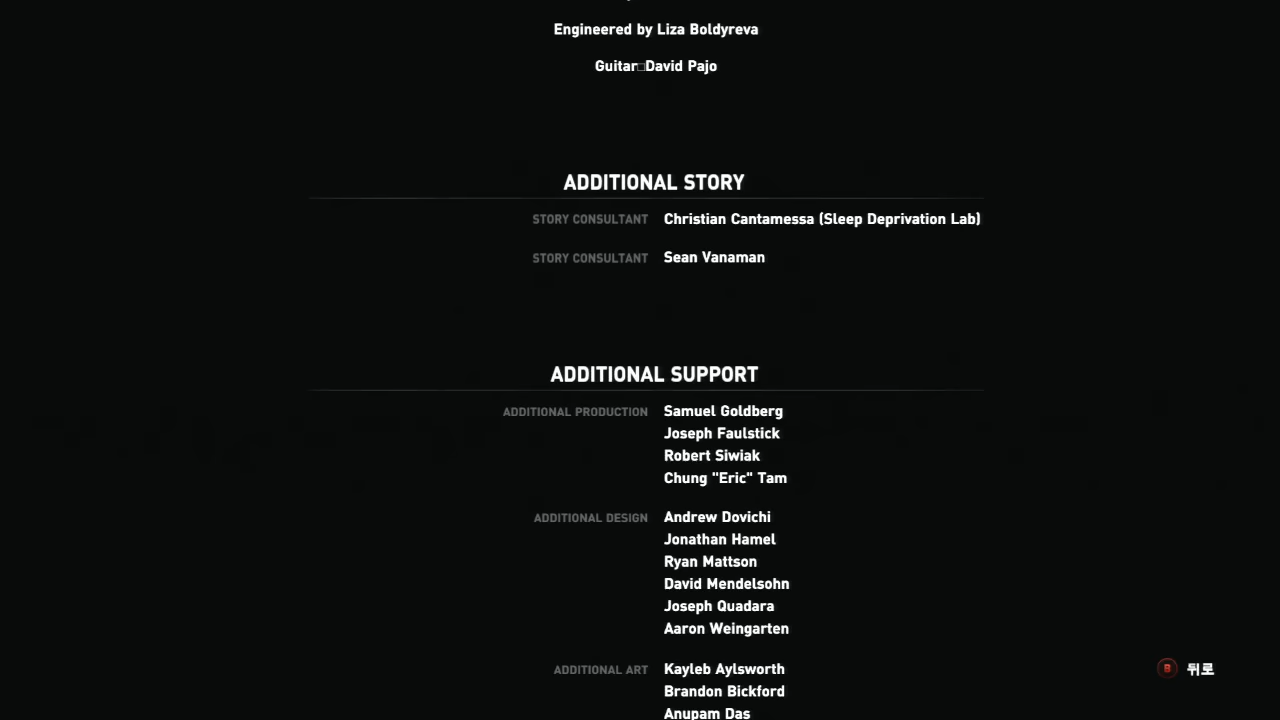 Engineered by Liza Boldyreva
Guitar□David Pajo
ADDITIONAL STORY
STORY CONSULTANT Christian Cantamessa (Sleep Deprivation Lab)
STORY CONSULTANT Sean Vanaman
ADDITIONAL SUPPORT
ADDITIONAL PRODUCTION Samuel Goldberg
Joseph Faulstick
Robert Siwiak
Chung "Eric" Tam
ADDITIONAL DESIGN Andrew Dovichi
Jonathan Hamel
Ryan Mattson
David Mendelsohn
Joseph Quadara
Aaron Weingarten
ADDITIONAL ART Kayleb Aylsworth
Brandon Bickford
Anupam Das
B 뒤로